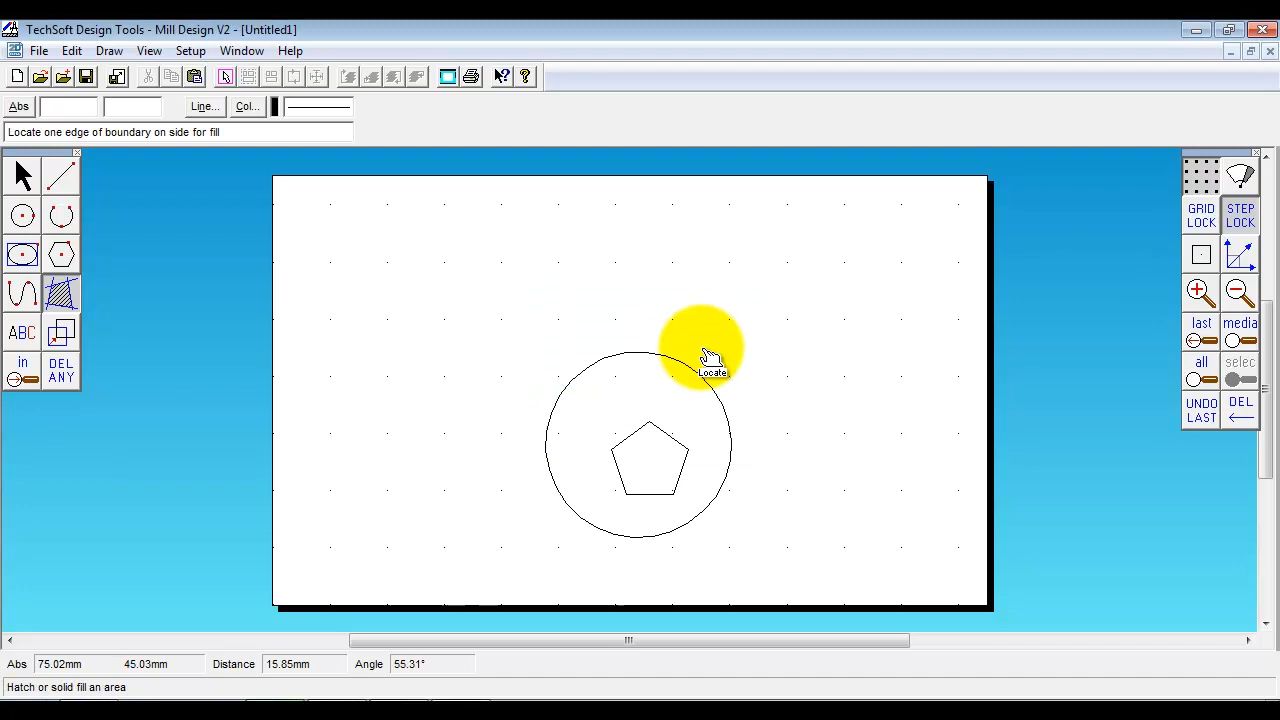 TechSoft Design Tools - Mill Design V2 - [Untitled1]
File Edit Draw View Setup Window Help
Abs Line... Col...
Locate one edge of boundary on side for fill
GRID LOCK
STEP LOCK
ABC
last
media
in
DEL ANY
all
selec
UNDO LAST
DEL
Locate
Abs 75.02mm 45.03mm Distance 15.85mm Angle 55.31°
Hatch or solid fill an area